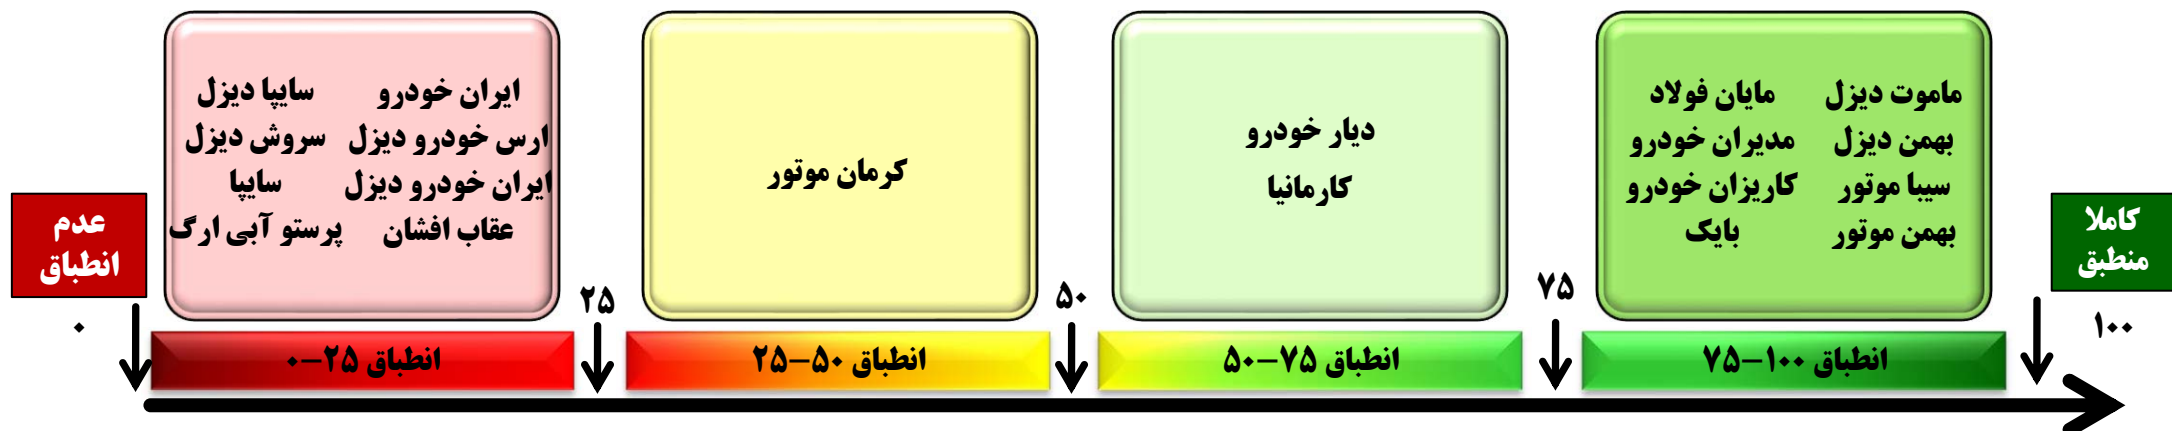 ماموت دیزل مایان فولاد
بهمن دیزل مدیران خودرو
سیبا موتور کاریزان خودرو
بهمن موتور بایک
دیار خودرو
کارمانیا
کرمان موتور
ایران خودرو سایپا دیزل
ارس خودرو دیزل سروش دیزل
ایران خودرو دیزل سایپا
عقاب افشان پرستو آبی ارگ
کاملا
منطبق
عدم
انطباق
۱۰۰
۷۵
۵۰
۲۵
۰
انطباق ۱۰۰-۷۵
انطباق ۷۵-۵۰
انطباق ۵۰-۲۵
انطباق ۲۵-۰